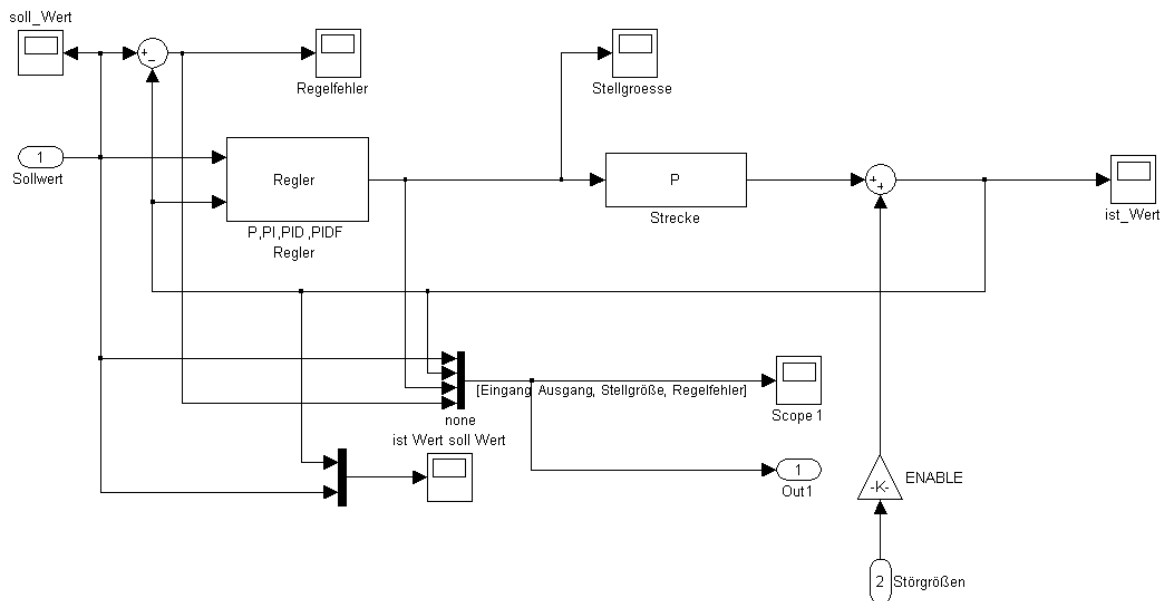 soll_Wert
+
−
Regelfehler
Stellgroesse
1
Sollwert
Regler
P,PI,PID ,PIDF
Regler
P
Strecke
+
+
ist_Wert
[Eingang, Ausgang, Stellgröße, Regelfehler]
Scope 1
none
ist Wert soll Wert
1
Out1
-K-
ENABLE
2
Störgrößen